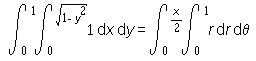 ∫₀¹ ∫₀^√(1-y²) 1 dx dy = ∫₀^(x/2) ∫₀¹ r dr dθ